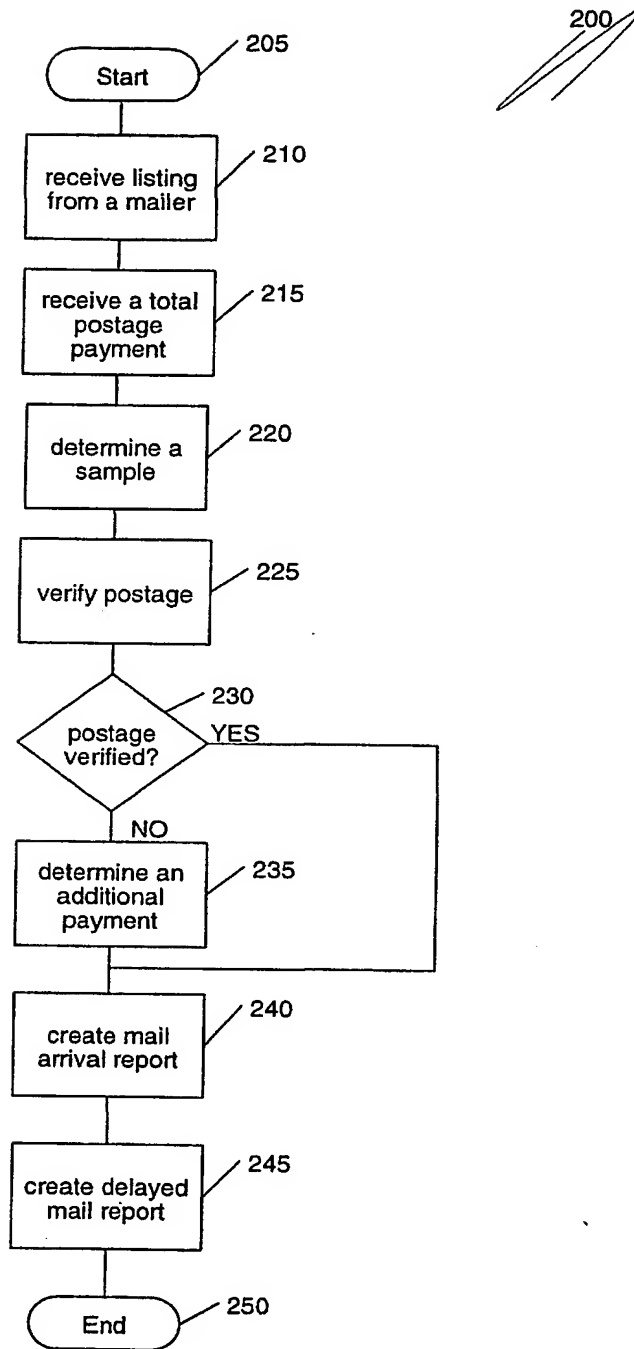 200
205
Start
210
receive listing
from a mailer
215
receive a total
postage
payment
220
determine a
sample
225
verify postage
230
postage
verified?
YES
NO
235
determine an
additional
payment
240
create mail
arrival report
245
create delayed
mail report
250
End